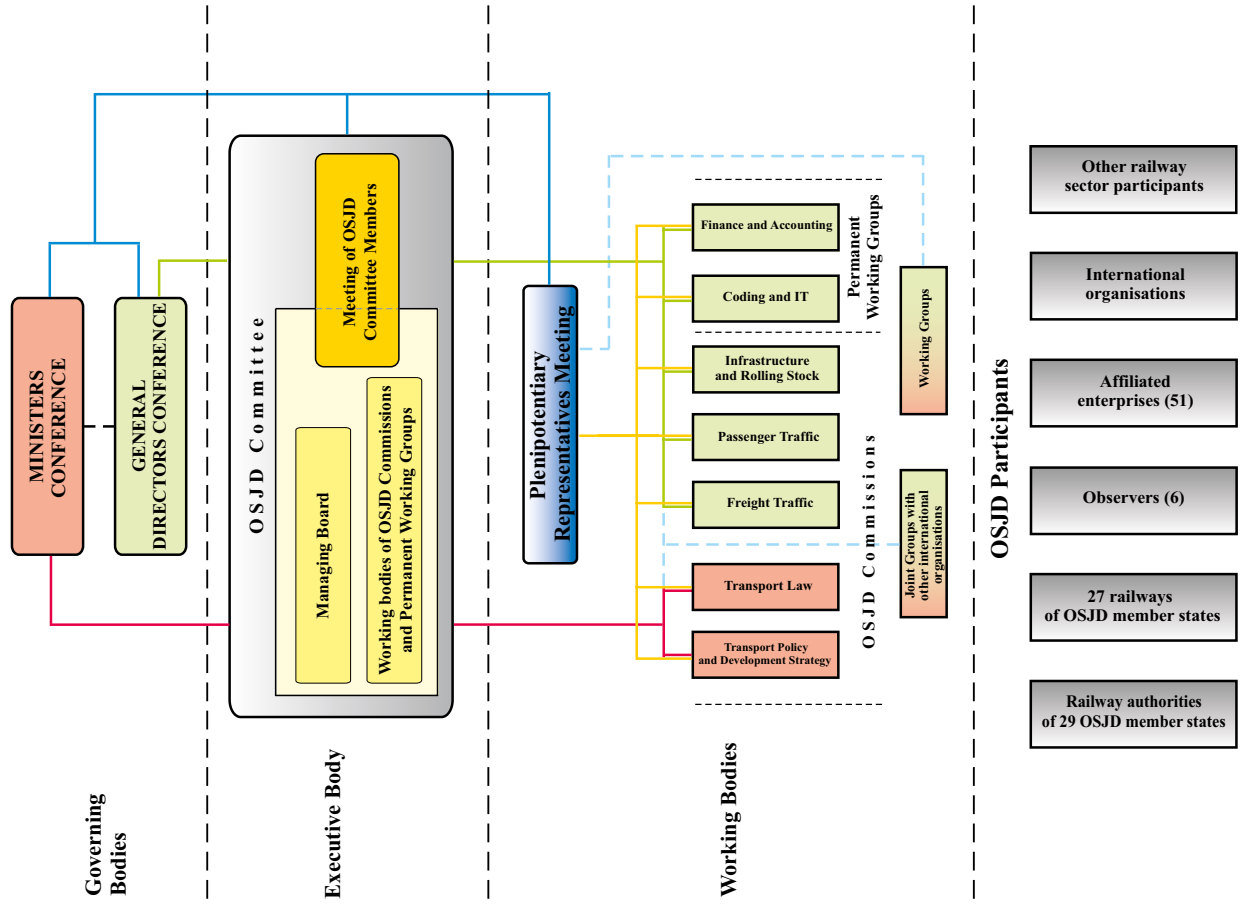 Governing
Bodies
MINISTERS
CONFERENCE
GENERAL
DIRECTORS CONFERENCE
Executive Body
OSJD Committee
Managing Board
Working bodies of OSJD Commissions
and Permanent Working Groups
Meeting of OSJD
Committee Members
Working Bodies
Plenipotentiary
Representatives Meeting
Transport Policy
and Development Strategy
Transport Law
Freight Traffic
Passenger Traffic
Infrastructure
and Rolling Stock
Coding and IT
Finance and Accounting
OSJD Commissions
Permanent
Working Groups
Joint Groups with
other international
organisations
Working Groups
OSJD Participants
Railway authorities
of 29 OSJD member states
27 railways
of OSJD member states
Observers (6)
Affiliated
enterprises (51)
International
organisations
Other railway
sector participants